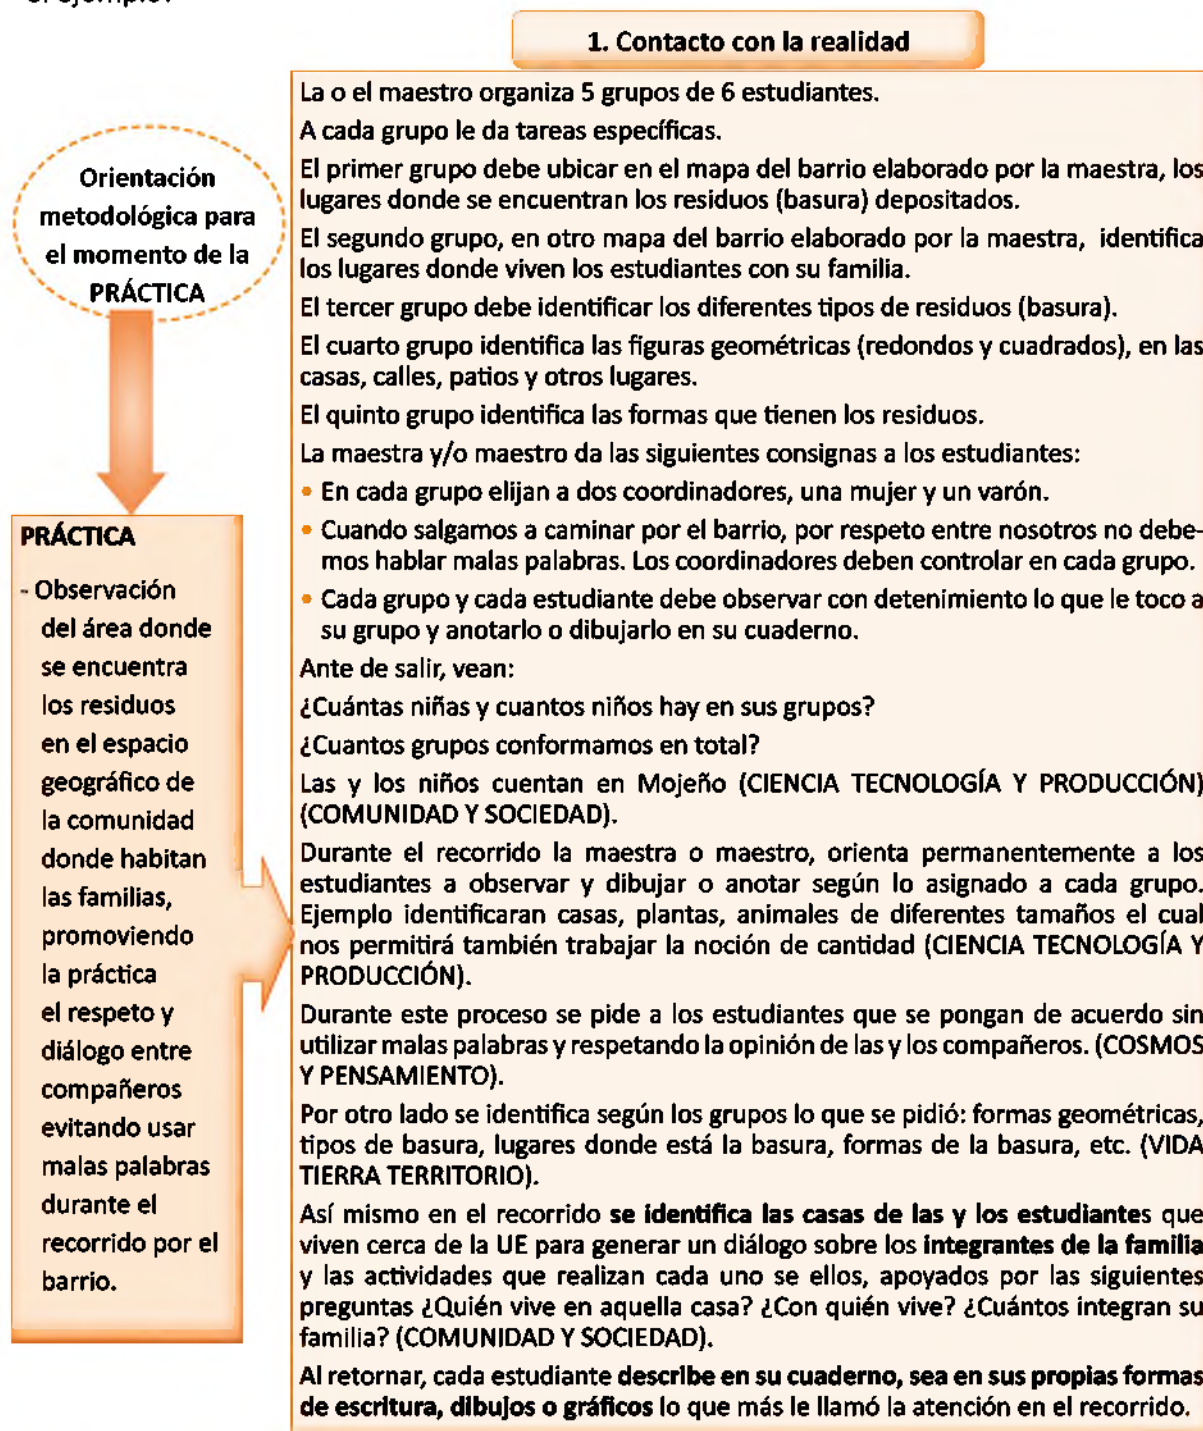 1. Contacto con la realidad
Orientación
metodológica para
el momento de la
PRÁCTICA
PRÁCTICA
- Observación
del área donde
se encuentra
los residuos
en el espacio
geográfico de
la comunidad
donde habitan
las familias,
promoviendo
la práctica
el respeto y
diálogo entre
compañeros
evitando usar
malas palabras
durante el
recorrido por el
barrio.
La o el maestro organiza 5 grupos de 6 estudiantes.
A cada grupo le da tareas específicas.
El primer grupo debe ubicar en el mapa del barrio elaborado por la maestra, los
lugares donde se encuentran los residuos (basura) depositados.
El segundo grupo, en otro mapa del barrio elaborado por la maestra, identifica
los lugares donde viven los estudiantes con su familia.
El tercer grupo debe identificar los diferentes tipos de residuos (basura).
El cuarto grupo identifica las figuras geométricas (redondos y cuadrados), en las
casas, calles, patios y otros lugares.
El quinto grupo identifica las formas que tienen los residuos.
La maestra y/o maestro da las siguientes consignas a los estudiantes:
• En cada grupo elijan a dos coordinadores, una mujer y un varón.
• Cuando salgamos a caminar por el barrio, por respeto entre nosotros no debe-
mos hablar malas palabras. Los coordinadores deben controlar en cada grupo.
• Cada grupo y cada estudiante debe observar con detenimiento lo que le toco a
su grupo y anotarlo o dibujarlo en su cuaderno.
Ante de salir, vean:
¿Cuántas niñas y cuantos niños hay en sus grupos?
¿Cuantos grupos conformamos en total?
Las y los niños cuentan en Mojeño (CIENCIA TECNOLOGÍA Y PRODUCCIÓN)
(COMUNIDAD Y SOCIEDAD).
Durante el recorrido la maestra o maestro, orienta permanentemente a los
estudiantes a observar y dibujar o anotar según lo asignado a cada grupo.
Ejemplo identificaran casas, plantas, animales de diferentes tamaños el cual
nos permitirá también trabajar la noción de cantidad (CIENCIA TECNOLOGÍA Y
PRODUCCIÓN).
Durante este proceso se pide a los estudiantes que se pongan de acuerdo sin
utilizar malas palabras y respetando la opinión de las y los compañeros. (COSMOS
Y PENSAMIENTO).
Por otro lado se identifica según los grupos lo que se pidió: formas geométricas,
tipos de basura, lugares donde está la basura, formas de la basura, etc. (VIDA
TIERRA TERRITORIO).
Así mismo en el recorrido se identifica las casas de las y los estudiantes que
viven cerca de la UE para generar un diálogo sobre los integrantes de la familia
y las actividades que realizan cada uno se ellos, apoyados por las siguientes
preguntas ¿Quién vive en aquella casa? ¿Con quién vive? ¿Cuántos integran su
familia? (COMUNIDAD Y SOCIEDAD).
Al retornar, cada estudiante describe en su cuaderno, sea en sus propias formas
de escritura, dibujos o gráficos lo que más le llamó la atención en el recorrido.